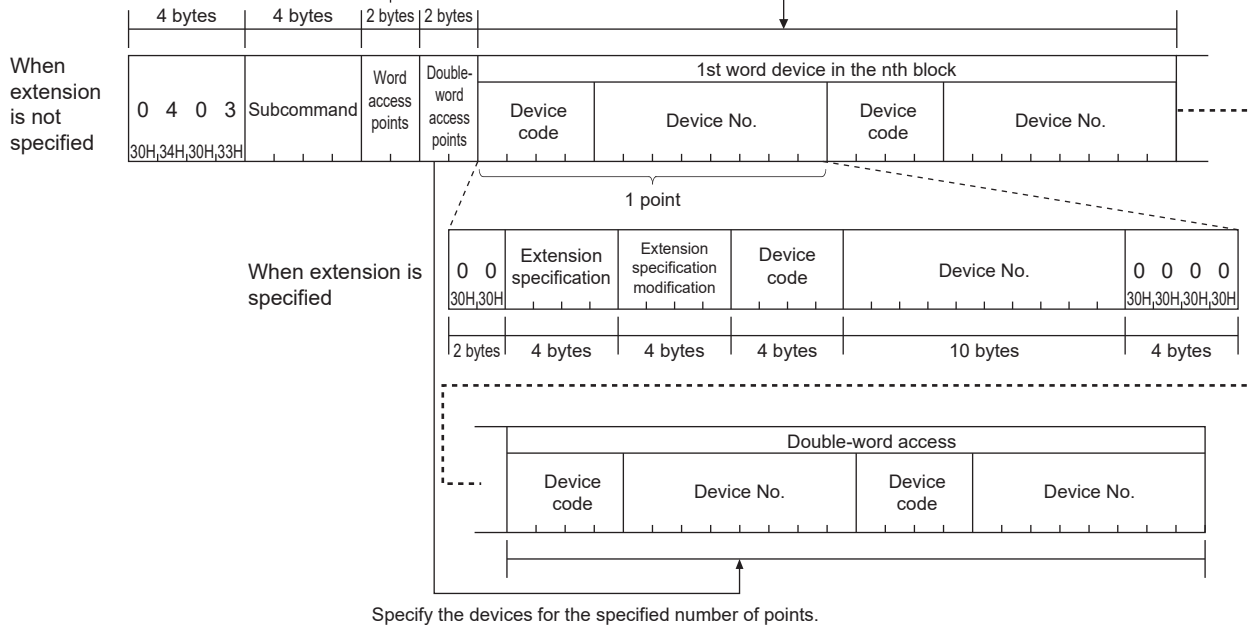 4 bytes 4 bytes 2 bytes 2 bytes
When
extension
is not
specified
0 4 0 3
30H 34H 30H 33H
Subcommand
Word
access
points
Double-
word
access
points
1st word device in the nth block
Device
code
Device No.
Device
code
Device No.
1 point
When extension is
specified
0 0
30H 30H
Extension
specification
Extension
specification
modification
Device
code
Device No.
0 0 0 0
30H 30H 30H 30H
2 bytes 4 bytes 4 bytes 4 bytes 10 bytes 4 bytes
Double-word access
Device
code
Device No.
Device
code
Device No.
Specify the devices for the specified number of points.